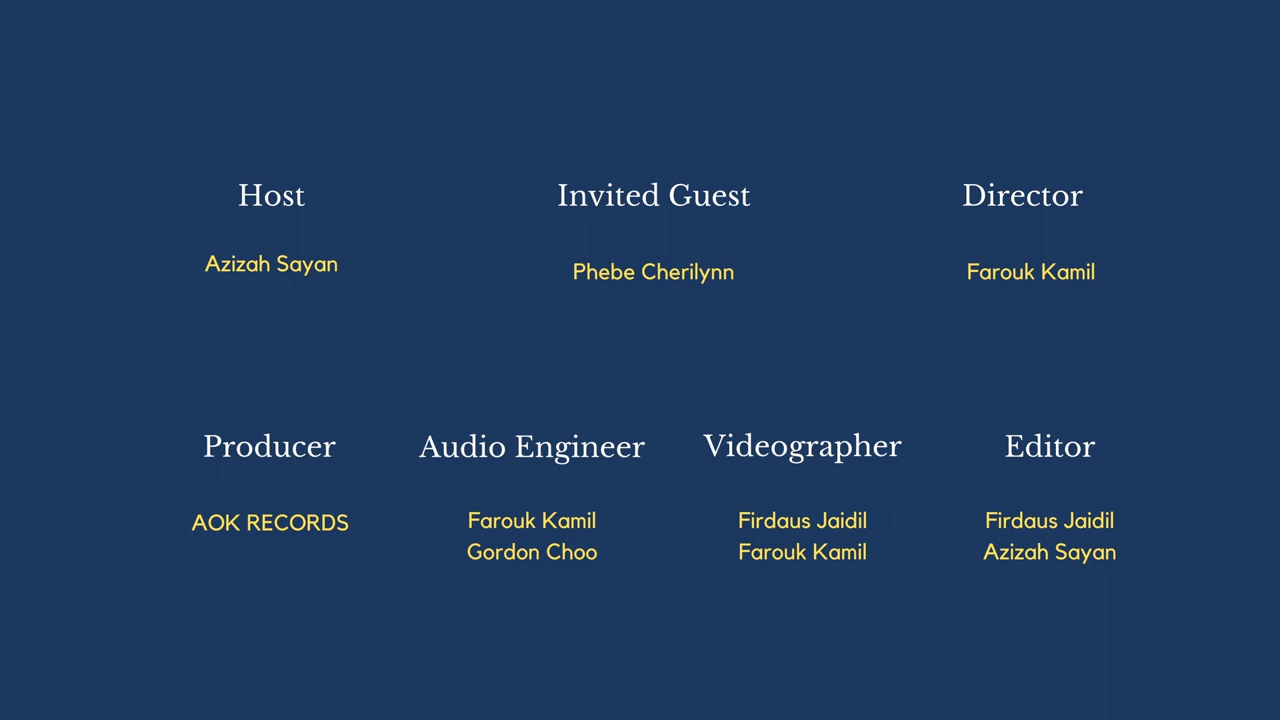 Host
Azizah Sayan
Invited Guest
Phebe Cherilynn
Director
Farouk Kamil
Producer
AOK RECORDS
Audio Engineer
Farouk Kamil
Gordon Choo
Videographer
Firdaus Jaidil
Farouk Kamil
Editor
Firdaus Jaidil
Azizah Sayan